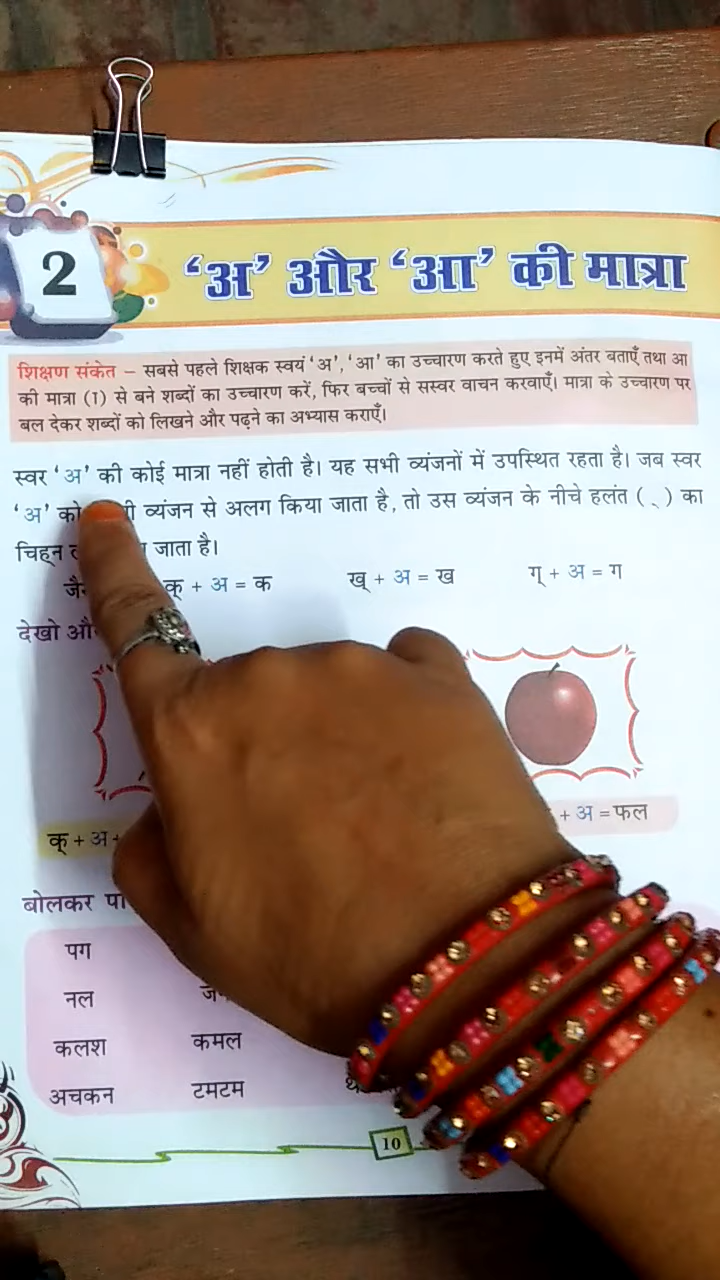 2
‘अ’ और ‘आ’ की मात्रा
शिक्षण संकेत – सबसे पहले शिक्षक स्वयं ‘अ’, ‘आ’ का उच्चारण करते हुए इनमें अंतर बताएँ तथा आ
की मात्रा (ा) से बने शब्दों का उच्चारण करें, फिर बच्चों से सस्वर वाचन करवाएँ। मात्रा के उच्चारण पर
बल देकर शब्दों को लिखने और पढ़ने का अभ्यास कराएँ।
स्वर ‘अ’ की कोई मात्रा नहीं होती है। यह सभी व्यंजनों में उपस्थित रहता है। जब स्वर
‘अ’ को व्यंजन से अलग किया जाता है, तो उस व्यंजन के नीचे हलंत (्) का
चिह्न जाता है।
क् + अ = क ख् + अ = ख ग् + अ = ग
देखो
+ अ = फल
क् + अ +
बोलकर
पग
नल
कलश कमल
अचकन टमटम
10